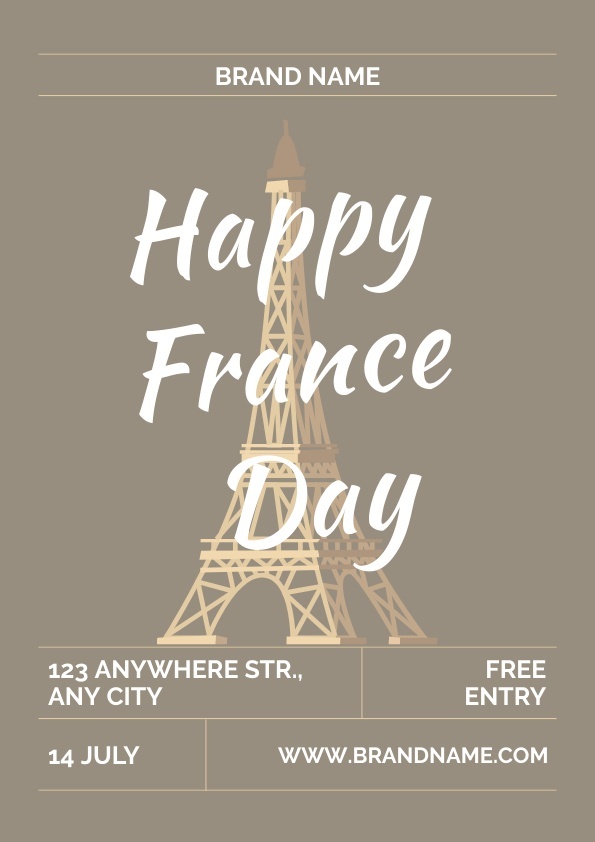 BRAND NAME
Happy
France
Day
123 ANYWHERE STR.,
ANY CITY
FREE
ENTRY
14 JULY
WWW.BRANDNAME.COM